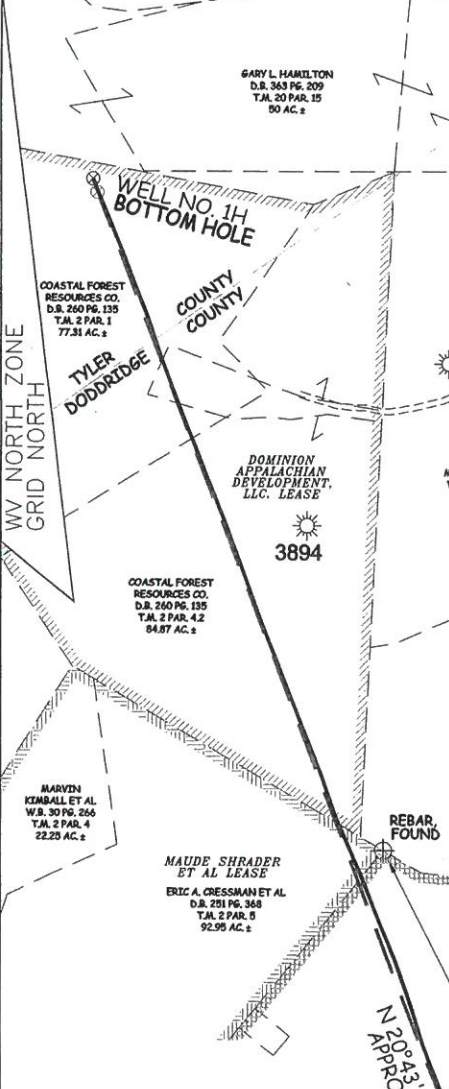 GARY L. HAMILTON
D.B. 363 PG. 209
T.M. 20 PAR. 15
50 AC. ±
WELL NO. 1H
BOTTOM HOLE
COASTAL FOREST
RESOURCES CO.
D.B. 260 PG. 135
T.M. 2 PAR. 1
77.31 AC. ±
COUNTY
COUNTY
TYLER
DODDRIDGE
WV NORTH ZONE
GRID NORTH
DOMINION
APPALACHIAN
DEVELOPMENT,
LLC. LEASE
3894
COASTAL FOREST
RESOURCES CO.
D.B. 260 PG. 135
T.M. 2 PAR. 4.2
84.87 AC. ±
MARVIN
KIMBALL ET AL
W.B. 30 PG. 266
T.M. 2 PAR. 4
22.25 AC. ±
REBAR,
FOUND
MAUDE SHRADER
ET AL LEASE
ERIC A. CRESSMAN ET AL
D.B. 251 PG. 368
T.M. 2 PAR. 5
92.95 AC. ±
N 20°43'
APPRO